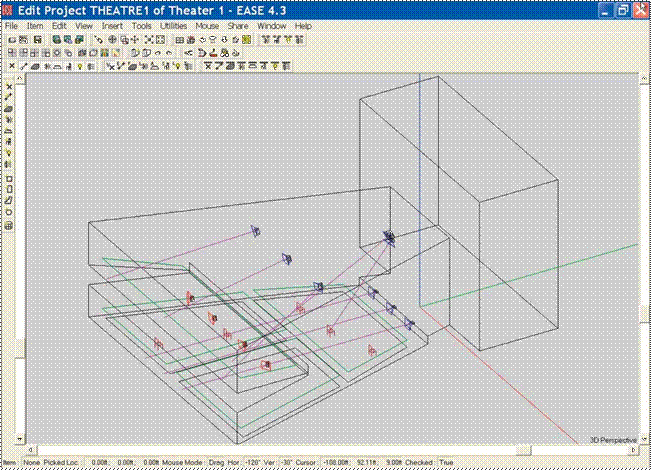 Edit Project THEATRE1 of Theater 1 - EASE 4.3
File Item Edit View Insert Tools Utilities Mouse Share Window Help
3D Perspective
Item: None Picked Loc. 0.00ft 0.00ft 0.00ft Mouse Mode: Drag Hor: -120° Ver: -30° Cursor: -108.00ft 92.11ft 9.00ft Checked True